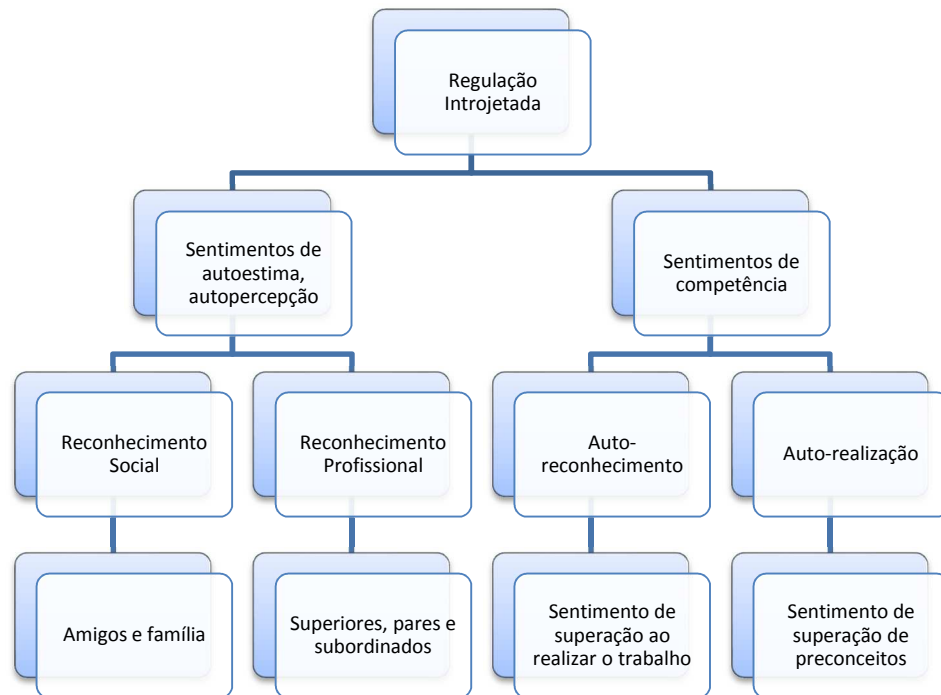 Regulação
Introjetada
Sentimentos de
autoestima,
autopercepção
Sentimentos de
competência
Reconhecimento
Social
Reconhecimento
Profissional
Auto-
reconhecimento
Auto-realização
Amigos e família
Superiores, pares e
subordinados
Sentimento de
superação ao
realizar o trabalho
Sentimento de
superação de
preconceitos